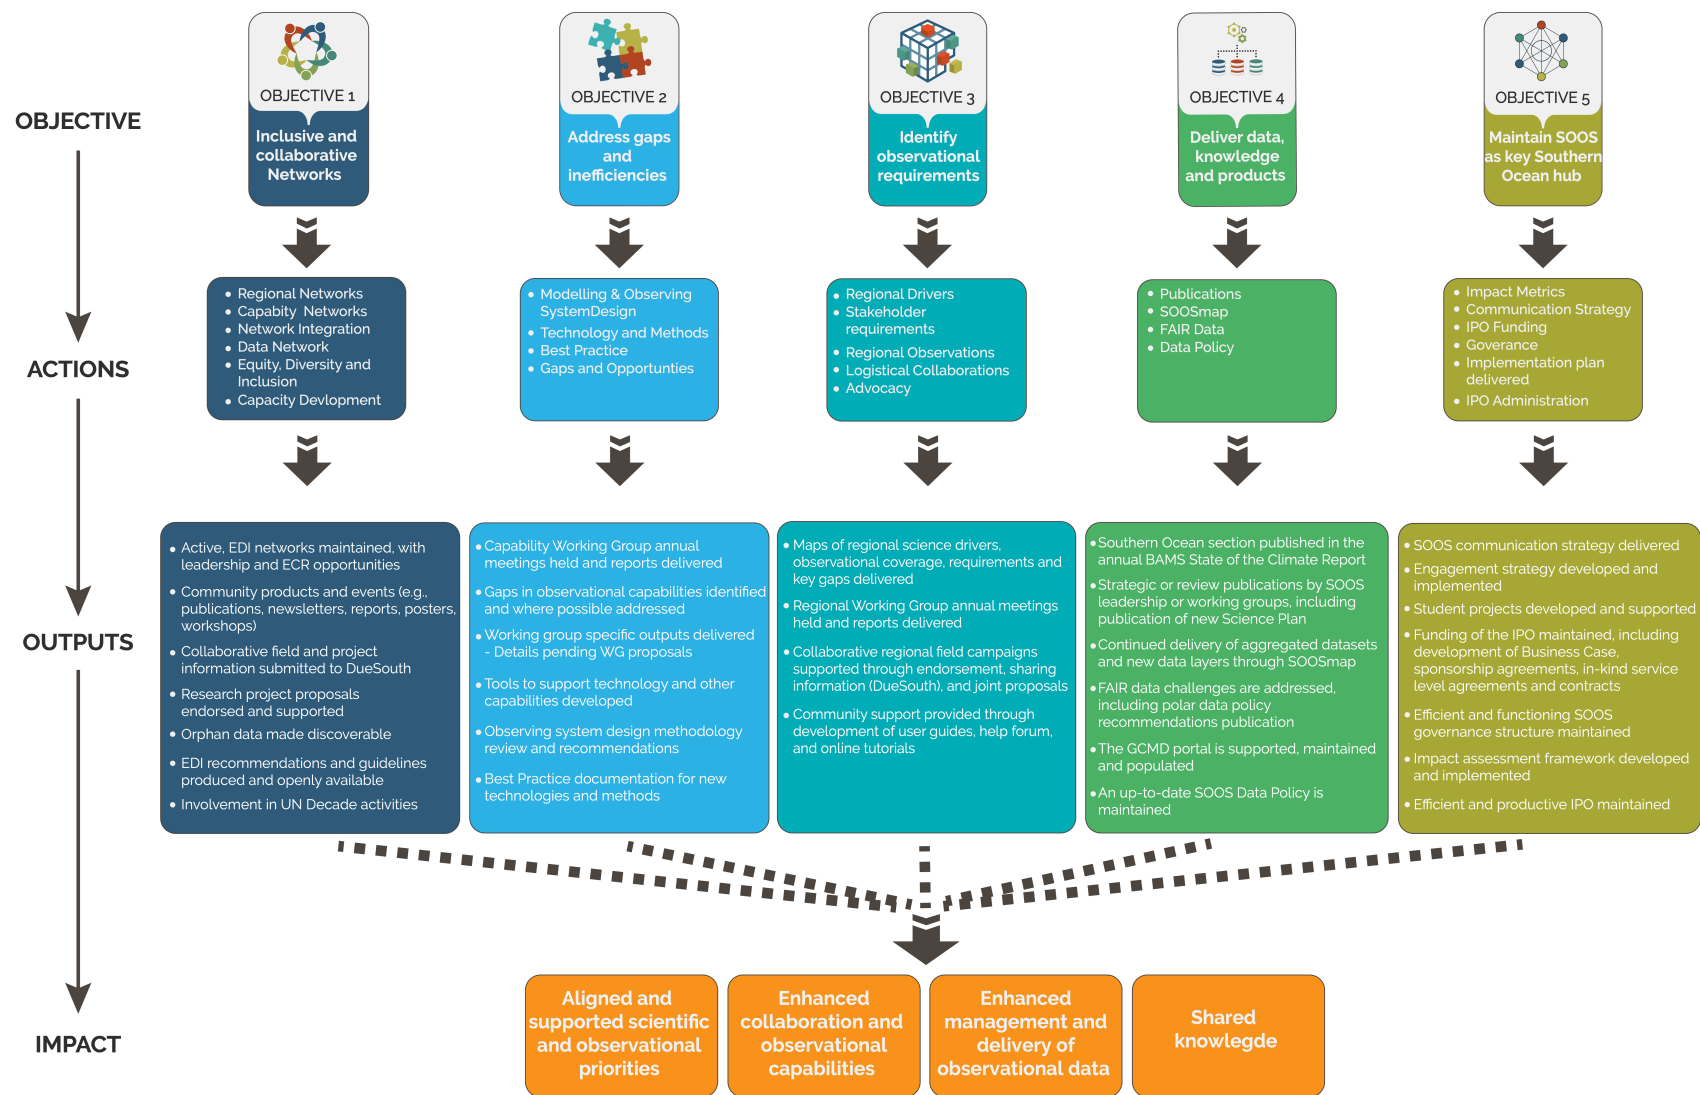 OBJECTIVE
OBJECTIVE 1
Inclusive and
collaborative
Networks
OBJECTIVE 2
Address gaps
and
inefficiencies
OBJECTIVE 3
Identify
observational
requirements
OBJECTIVE 4
Deliver data,
knowledge
and products
OBJECTIVE 5
Maintain SOOS
as key Southern
Ocean hub
ACTIONS
• Regional Networks
• Capabity Networks
• Network Integration
• Data Network
• Equity, Diversity and
Inclusion
• Capacity Devlopment
• Modelling & Observing
SystemDesign
• Technology and Methods
• Best Practice
• Gaps and Opportunties
• Regional Drivers
• Stakeholder
requirements
• Regional Observations
• Logistical Collaborations
• Advocacy
• Publications
• SOOSmap
• FAIR Data
• Data Policy
• Impact Metrics
• Communication Strategy
• IPO Funding
• Goverance
• Implementation plan
delivered
• IPO Administration
OUTPUTS
• Active, EDI networks maintained, with
leadership and ECR opportunities
• Community products and events (e.g.,
publications, newsletters, reports, posters,
workshops)
• Collaborative field and project
information submitted to DueSouth
• Research project proposals
endorsed and supported
• Orphan data made discoverable
• EDI recommendations and guidelines
produced and openly available
• Involvement in UN Decade activities
• Capability Working Group annual
meetings held and reports delivered
• Gaps in observational capabilities identified
and where possible addressed
• Working group specific outputs delivered
- Details pending WG proposals
• Tools to support technology and other
capabilities developed
• Observing system design methodology
review and recommendations
• Best Practice documentation for new
technologies and methods
• Maps of regional science drivers,
observational coverage, requirements and
key gaps delivered
• Regional Working Group annual meetings
held and reports delivered
• Collaborative regional field campaigns
supported through endorsement, sharing
information (DueSouth), and joint proposals
• Community support provided through
development of user guides, help forum,
and online tutorials
• Southern Ocean section published in the
annual BAMS State of the Climate Report
• Strategic or review publications by SOOS
leadership or working groups, including
publication of new Science Plan
• Continued delivery of aggregated datasets
and new data layers through SOOSmap
• FAIR data challenges are addressed,
including polar data policy
recommendations publication
• The GCMD portal is supported, maintained
and populated
• An up-to-date SOOS Data Policy is
maintained
• SOOS communication strategy delivered
• Engagement strategy developed and
implemented
• Student projects developed and supported
• Funding of the IPO maintained, including
development of Business Case,
sponsorship agreements, in-kind service
level agreements and contracts
• Efficient and functioning SOOS
governance structure maintained
• Impact assessment framework developed
and implemented
• Efficient and productive IPO maintained
IMPACT
Aligned and
supported scientific
and observational
priorities
Enhanced
collaboration and
observational
capabilities
Enhanced
management and
delivery of
observational data
Shared
knowlegde